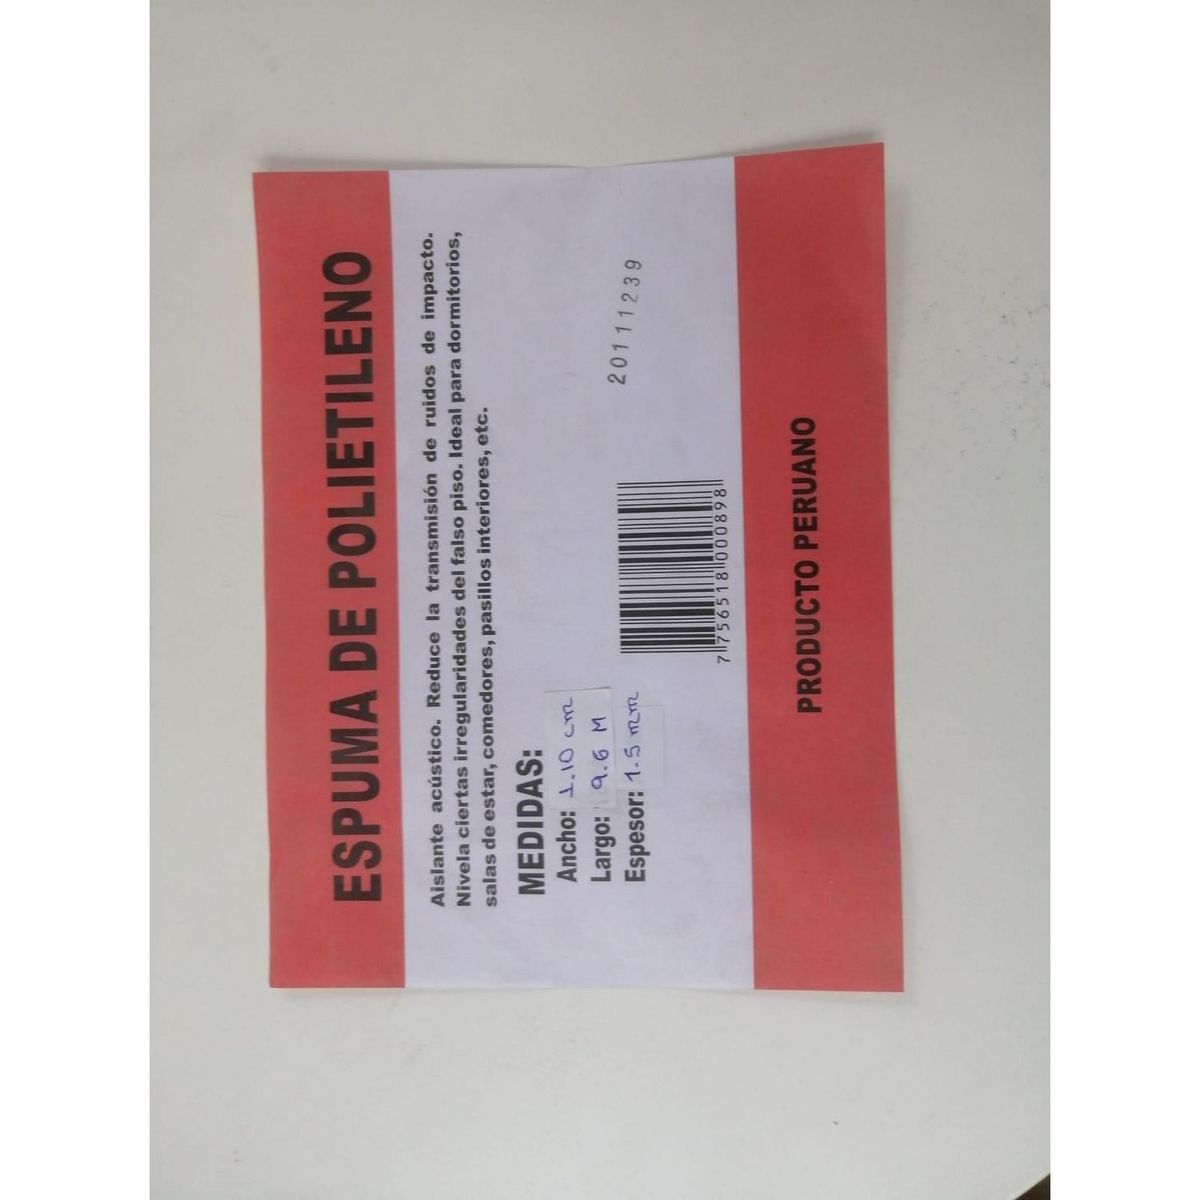 ESPUMA DE POLIETILENO
Aislante acústico. Reduce la transmisión de ruidos de impacto.
Nivela ciertas irregularidades del falso piso. Ideal para dormitorios,
salas de estar, comedores, pasillos interiores, etc.
MEDIDAS:
Ancho: 1.10 cm
Largo: 9.6 M
Espesor: 1.5 mm
20111239
7 756518 000898
PRODUCTO PERUANO